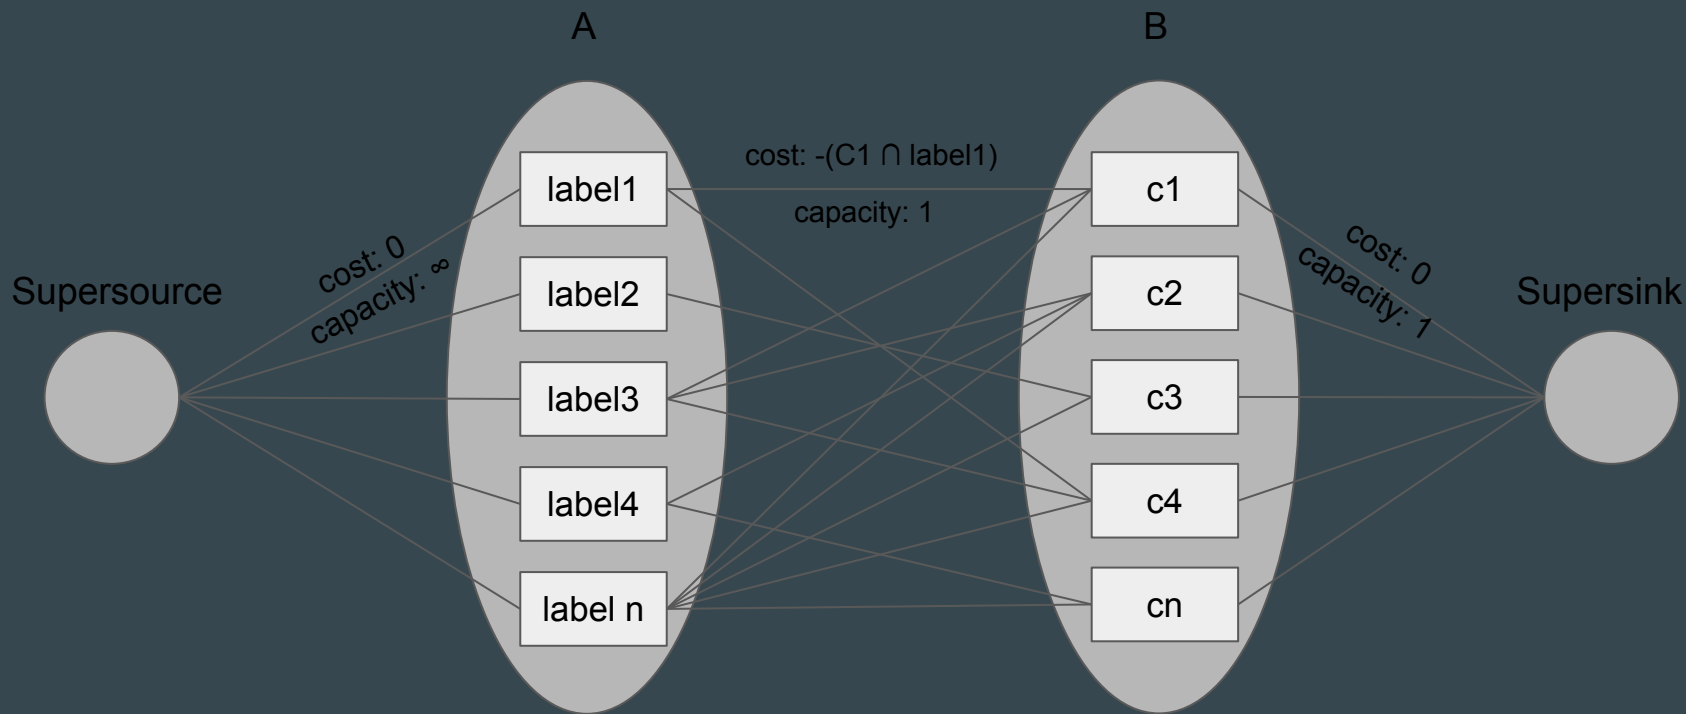 A
B
Supersource
cost: 0
capacity: ∞
label1
label2
label3
label4
label n
cost: -(C1 ∩ label1)
capacity: 1
c1
c2
c3
c4
cn
cost: 0
capacity: 1
Supersink